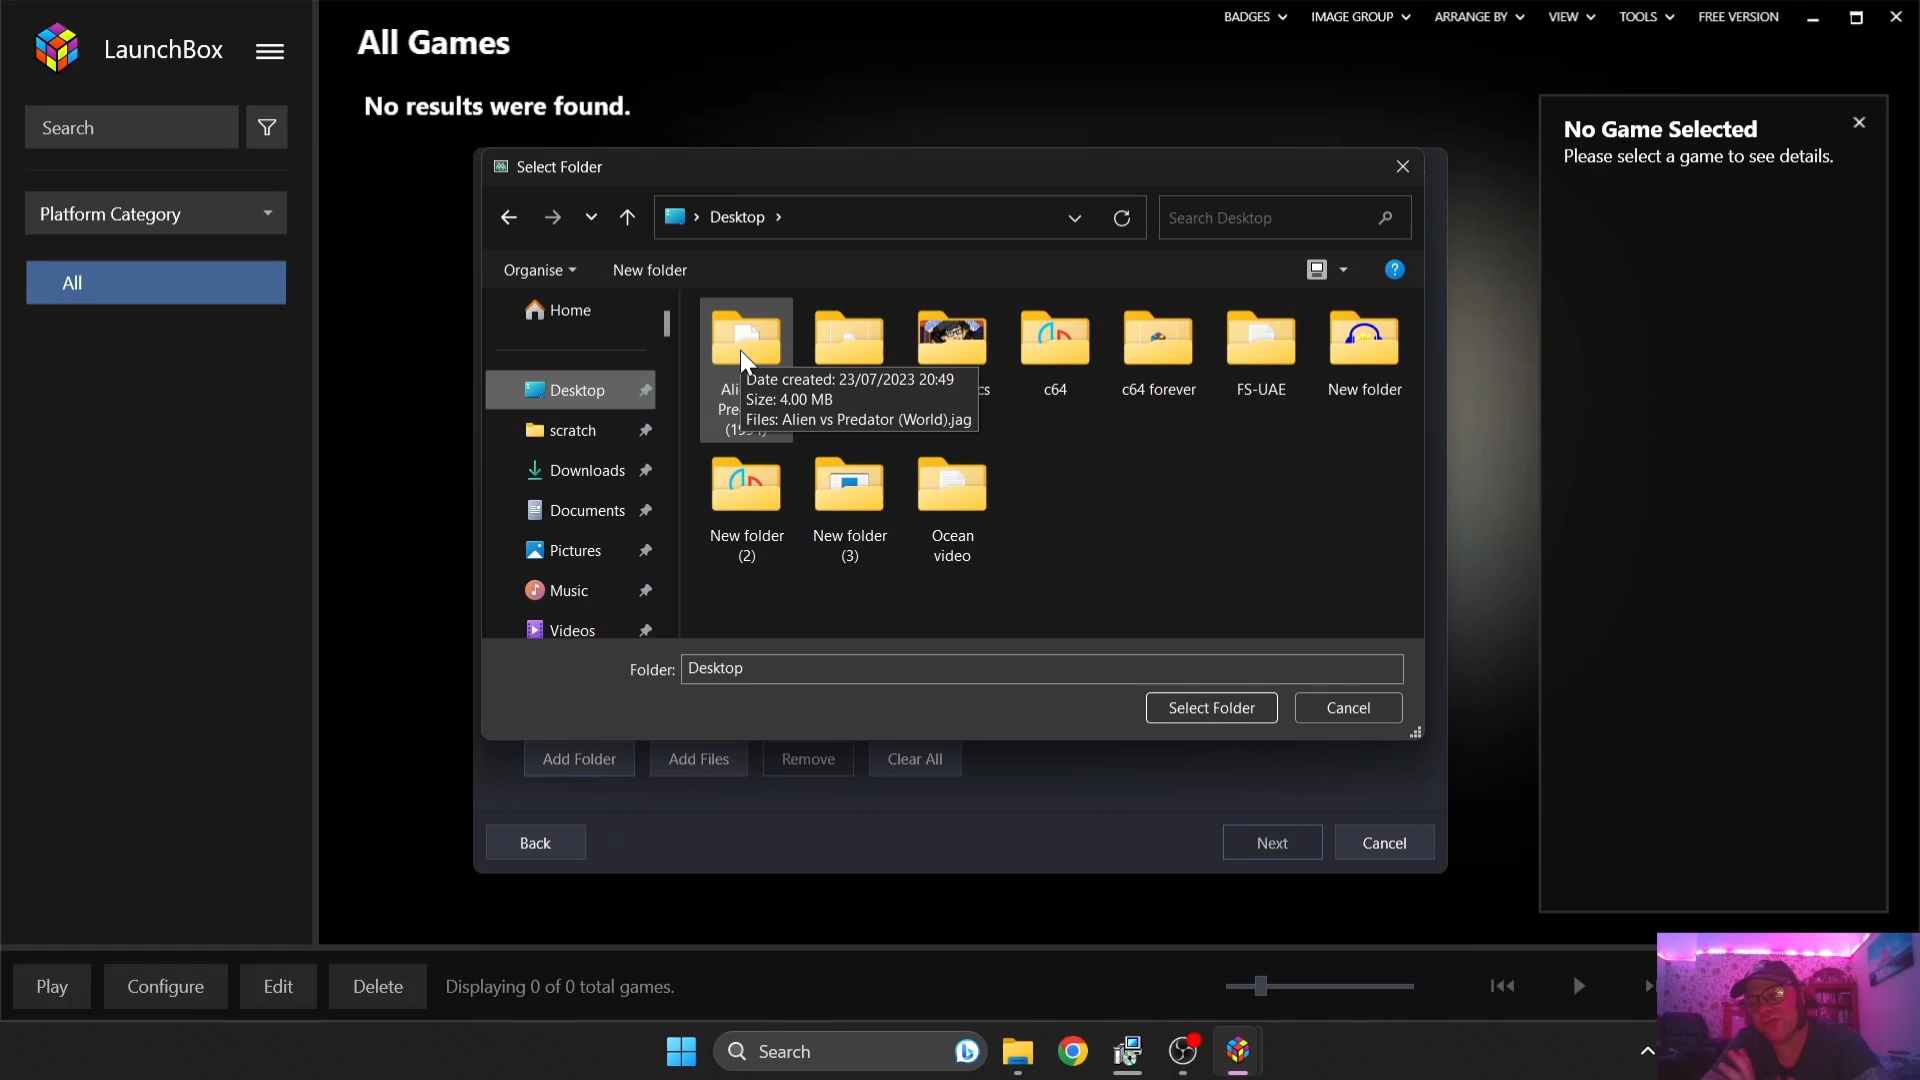 LaunchBox
Search
Platform Category
All
All Games
BADGES
IMAGE GROUP
ARRANGE BY
VIEW
TOOLS
FREE VERSION
No results were found.
No Game Selected
Please select a game to see details.
Select Folder
Desktop
Search Desktop
Organise
New folder
?
Home
Desktop
scratch
Downloads
Documents
Pictures
Music
Videos
c64
c64 forever
FS-UAE
New folder
Date created: 23/07/2023 20:49
Size: 4.00 MB
Files: Alien vs Predator (World).jag
New folder
(2)
New folder
(3)
Ocean
video
Folder:
Desktop
Select Folder
Cancel
Add Folder
Add Files
Remove
Clear All
Back
Next
Cancel
Play
Configure
Edit
Delete
Displaying 0 of 0 total games.
Search